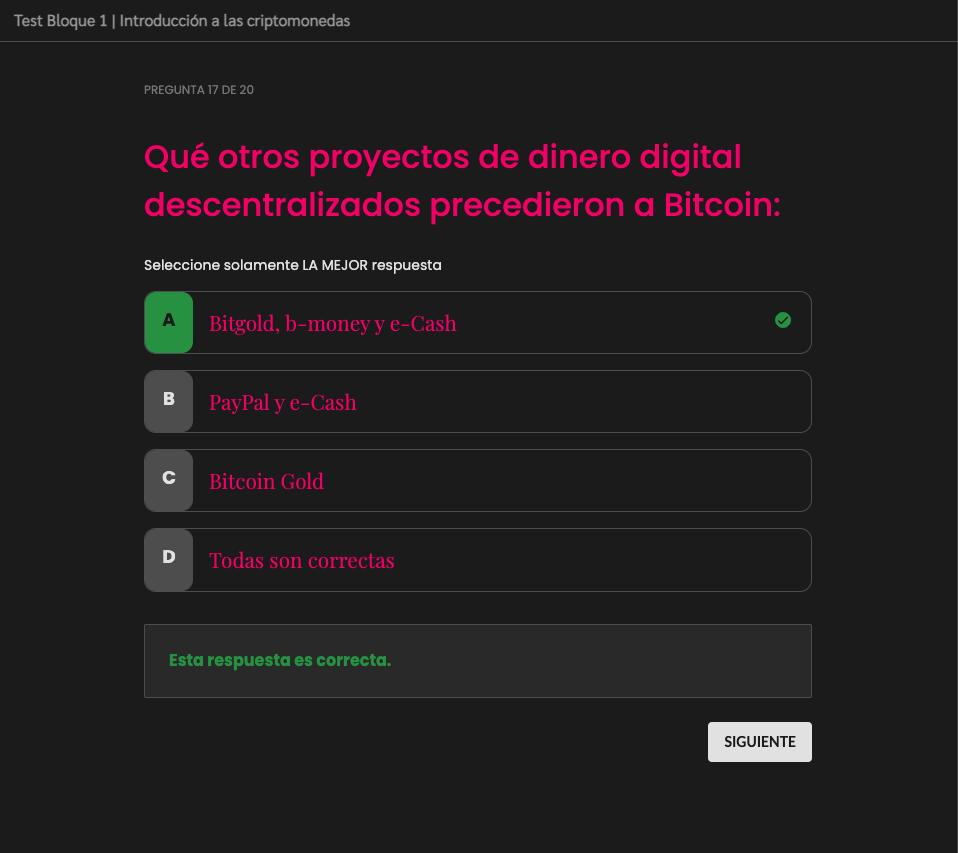 Test Bloque 1 | Introducción a las criptomonedas
PREGUNTA 17 DE 20
Qué otros proyectos de dinero digital
descentralizados precedieron a Bitcoin:
Seleccione solamente LA MEJOR respuesta
A Bitgold, b-money y e-Cash
B PayPal y e-Cash
C Bitcoin Gold
D Todas son correctas
Esta respuesta es correcta.
SIGUIENTE